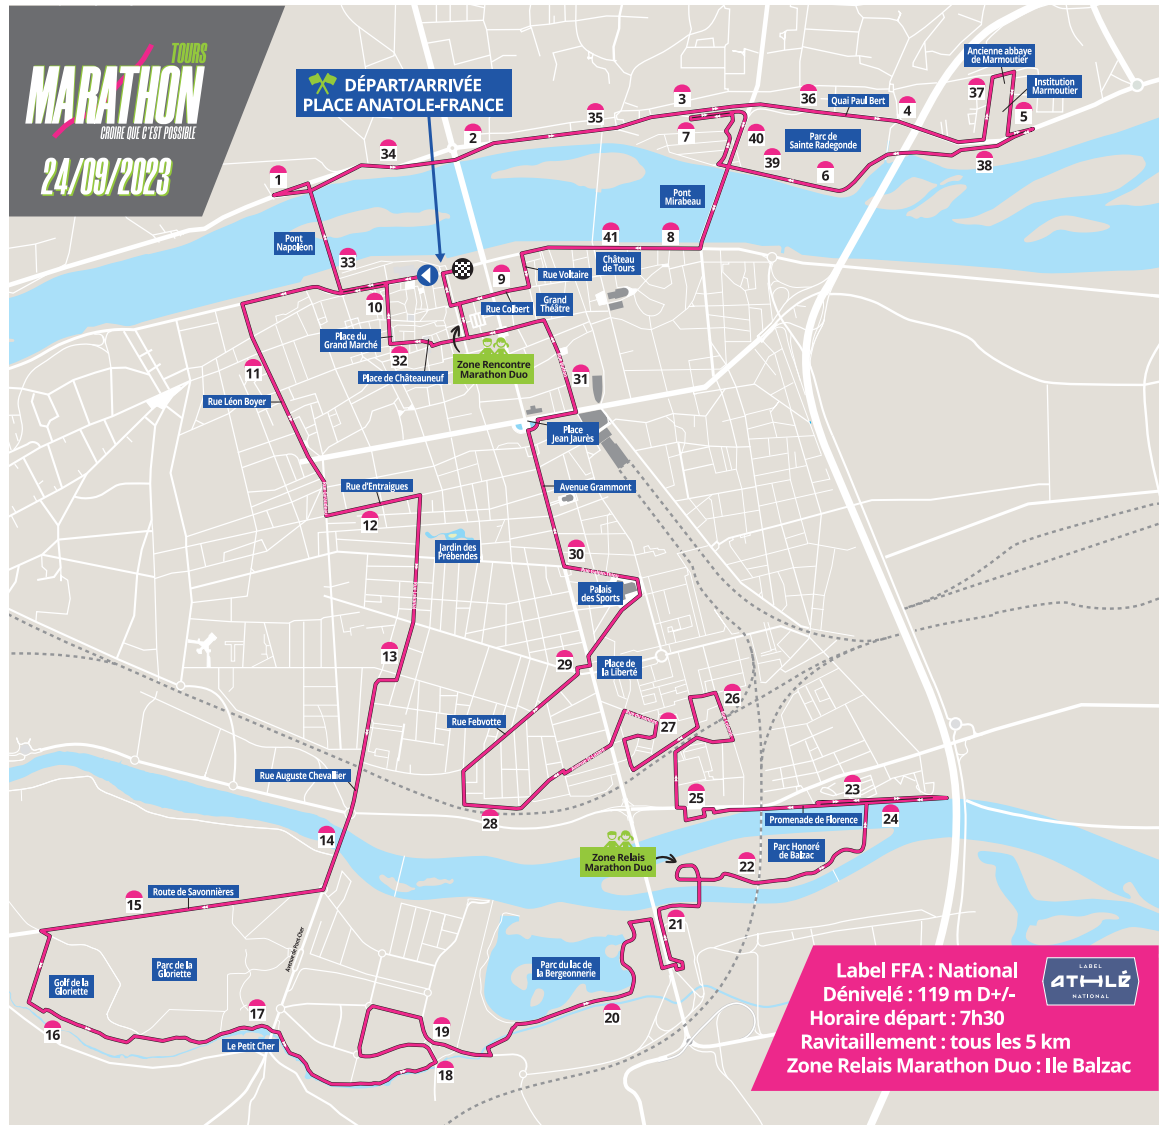 TOURS
MARATHON
CROIRE QUE C'EST POSSIBLE
24/09/2023
DÉPART/ARRIVÉE
PLACE ANATOLE-FRANCE
1
34
2
35
3
7
36
Quai Paul Bert
4
40
39
Parc de
Sainte Radegonde
6
37
Ancienne abbaye
de Marmoutier
Institution
Marmoutier
5
38
Pont
Napoléon
33
Pont
Mirabeau
41
8
Château
de Tours
9
Rue Voltaire
Rue Colbert
Grand
Théâtre
10
Place du
Grand Marché
32
Place de Châteauneuf
Zone Rencontre
Marathon Duo
31
11
Rue Léon Boyer
Place
Jean Jaurès
Rue d'Entraigues
12
Avenue Grammont
Jardin des
Prébendes
30
Palais
des Sports
13
29
Place de
la Liberté
Rue Febvotte
26
27
Rue Auguste Chevallier
28
25
23
Promenade de Florence
24
14
Zone Relais
Marathon Duo
22
Parc Honoré
de Balzac
15
Route de Savonnières
21
Avenue de Pont Cher
Parc de la
Gloriette
Golf de la
Gloriette
Parc du lac de
la Bergeonnerie
16
17
Le Petit Cher
19
20
18
Label FFA : National
Dénivelé : 119 m D+/-
Horaire départ : 7h30
Ravitaillement : tous les 5 km
Zone Relais Marathon Duo : Ile Balzac
LABEL
ATHLÉ
NATIONAL